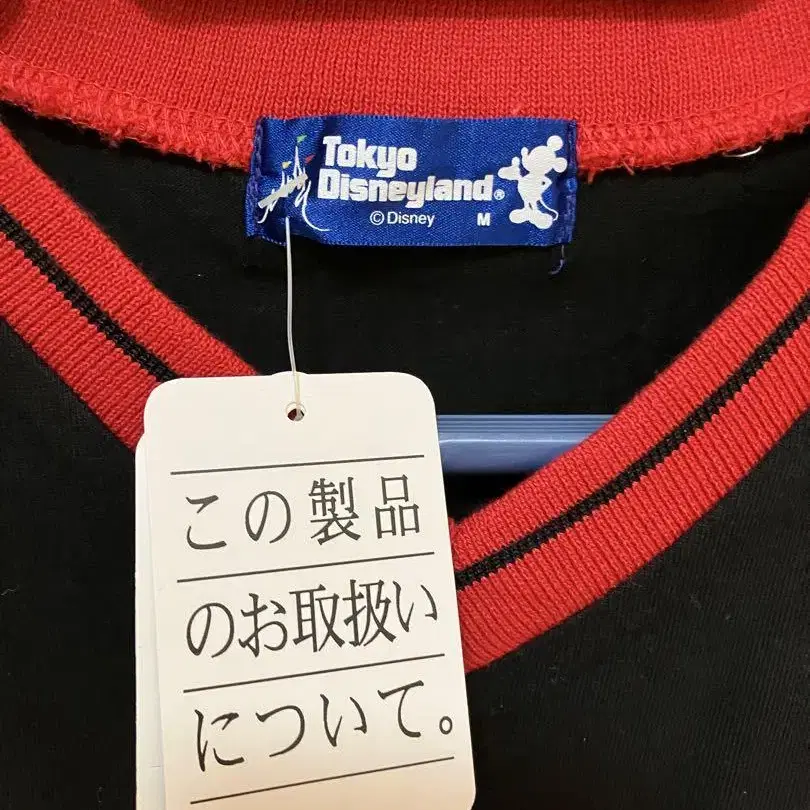 Tokyo
Disneyland®
©Disney M
この製品
のお取扱い
について。